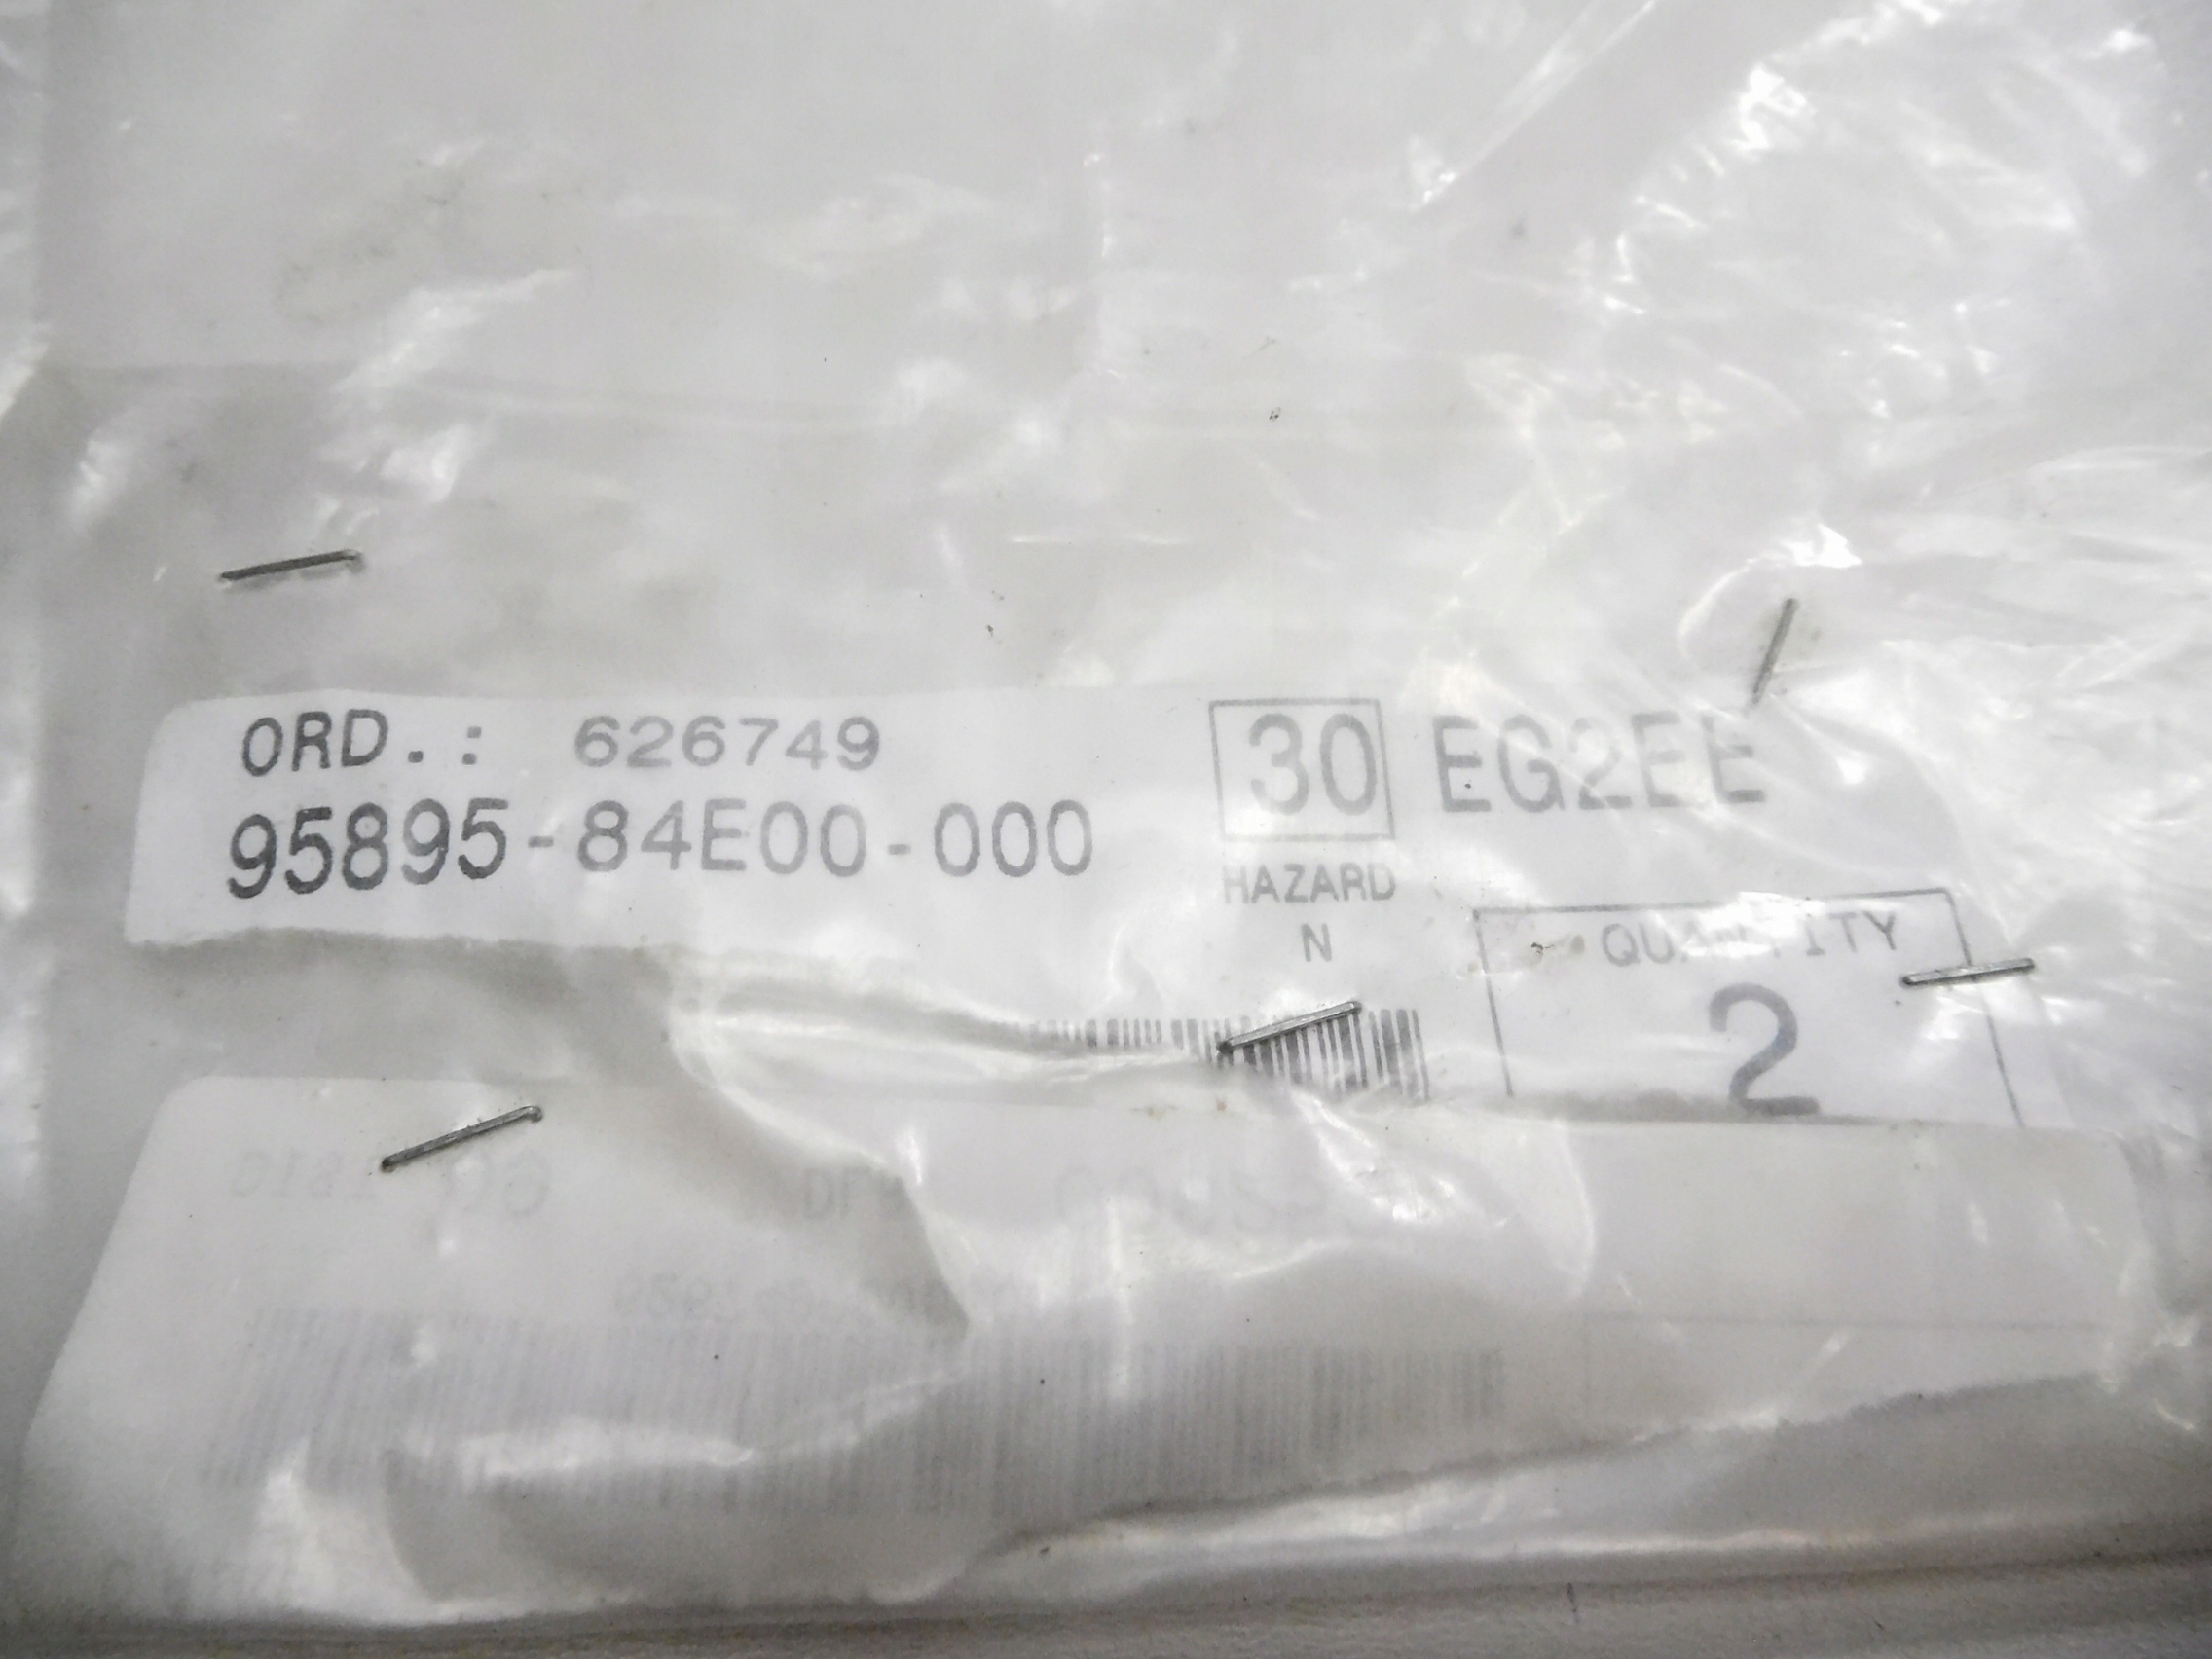 ORD.: 626749
30 EG2EE
95895-84E00-000
HAZARD
N
QUANTITY
2